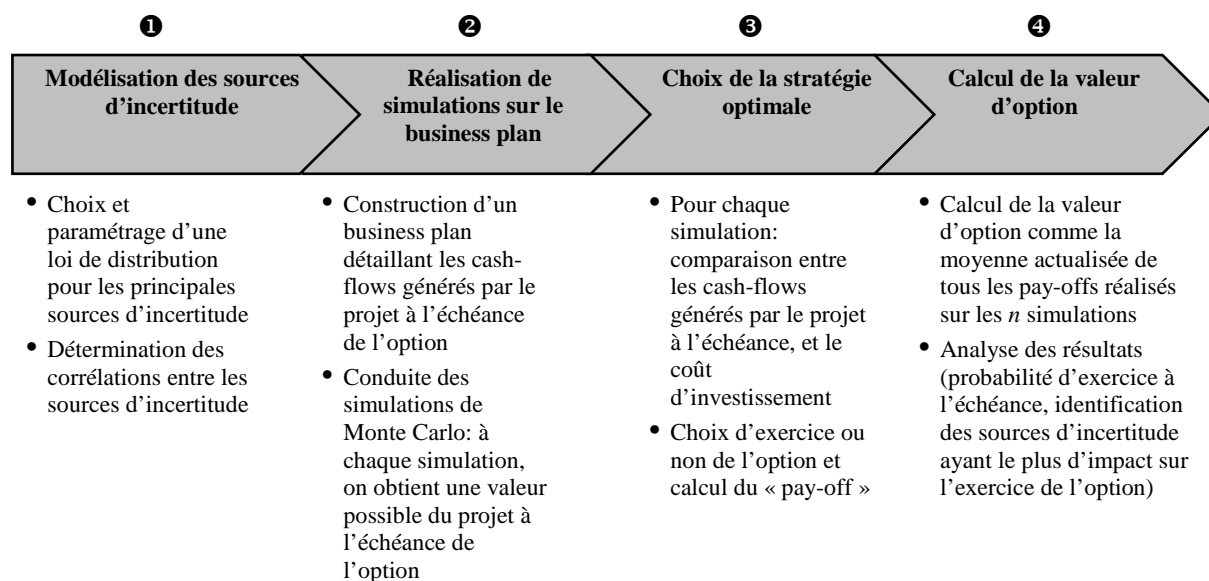 ❶
❷
❸
❹
Modélisation des sources
d'incertitude
Réalisation de
simulations sur le
business plan
Choix de la stratégie
optimale
Calcul de la valeur
d'option
• Choix et
paramétrage d'une
loi de distribution
pour les principales
sources d'incertitude
• Détermination des
corrélations entre les
sources d'incertitude
• Construction d'un
business plan
détaillant les cash-
flows générés par le
projet à l'échéance
de l'option
• Conduite des
simulations de
Monte Carlo: à
chaque simulation,
on obtient une valeur
possible du projet à
l'échéance de
l'option
• Pour chaque
simulation:
comparaison entre
les cash-flows
générés par le projet
à l'échéance, et le
coût
d'investissement
• Choix d'exercice ou
non de l'option et
calcul du « pay-off »
• Calcul de la valeur
d'option comme la
moyenne actualisée de
tous les pay-offs réalisés
sur les n simulations
• Analyse des résultats
(probabilité d'exercice à
l'échéance, identification
des sources d'incertitude
ayant le plus d'impact sur
l'exercice de l'option)